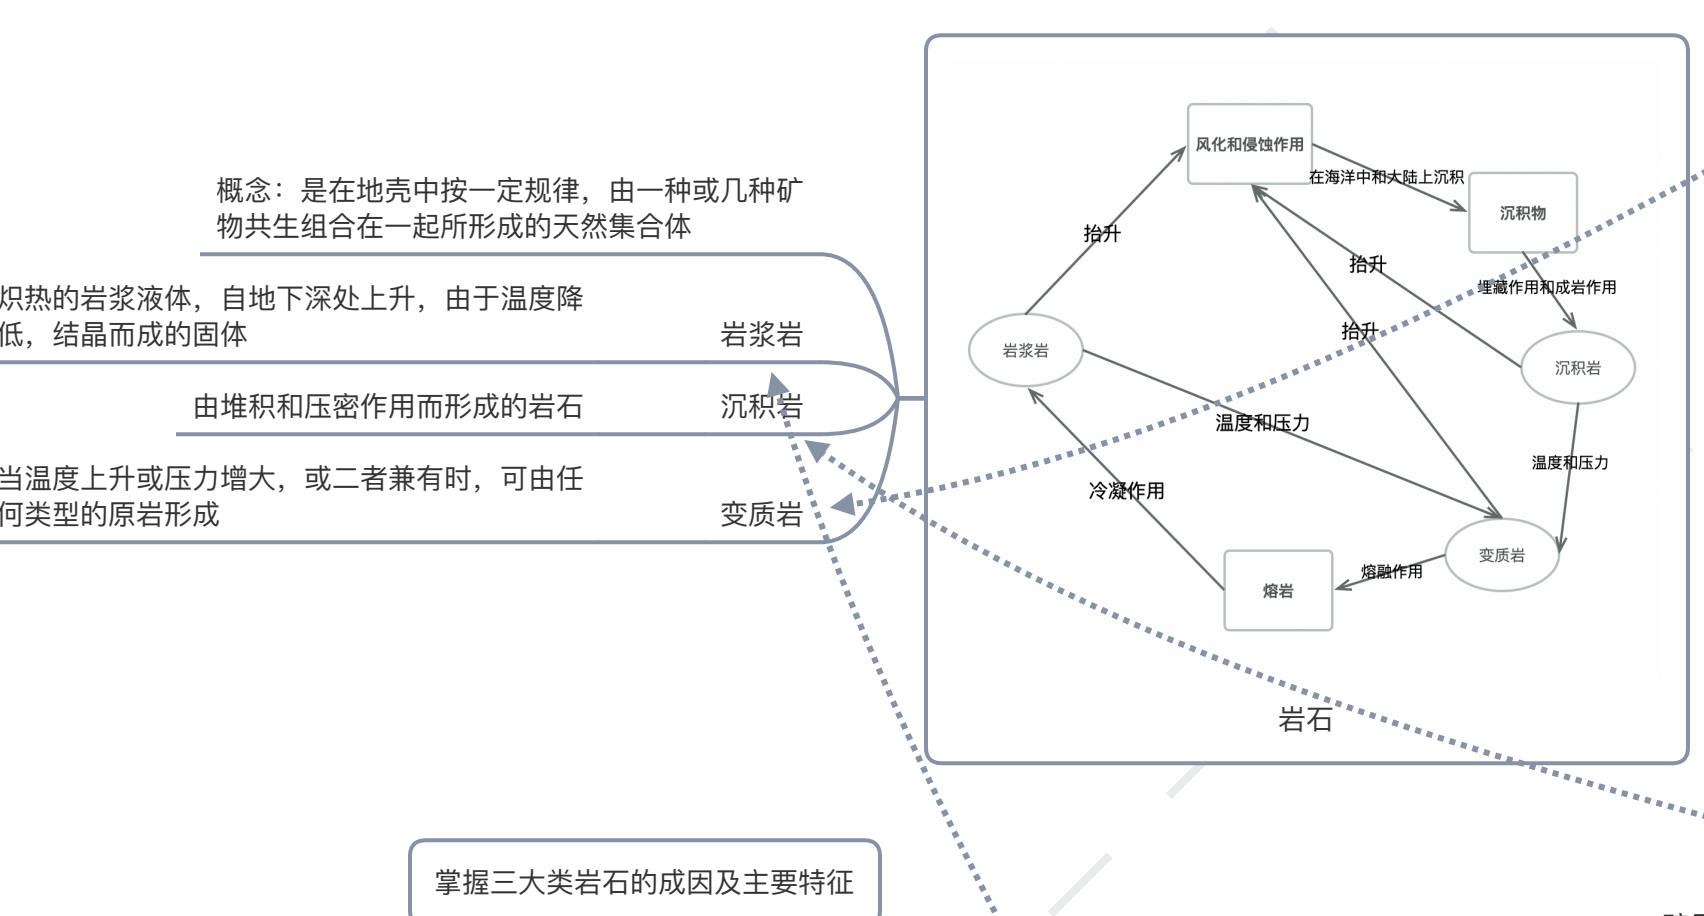 概念：是在地壳中按一定规律，由一种或几种矿
物共生组合在一起所形成的天然集合体
炽热的岩浆液体，自地下深处上升，由于温度降
低，结晶而成的固体
岩浆岩
由堆积和压密作用而形成的岩石
沉积岩
当温度上升或压力增大，或二者兼有时，可由任
何类型的原岩形成
变质岩
风化和侵蚀作用
在海洋中和大陆上沉积
沉积物
抬升
抬升
埋藏作用和成岩作用
抬升
岩浆岩
沉积岩
温度和压力
温度和压力
冷凝作用
变质岩
熔融作用
熔岩
岩石
掌握三大类岩石的成因及主要特征